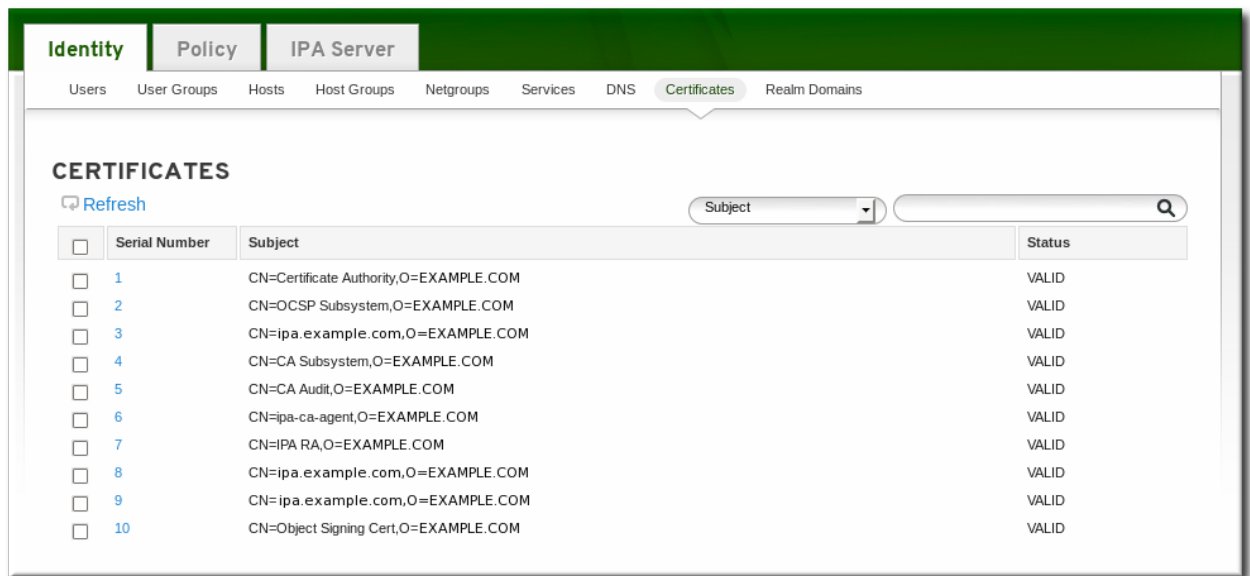 Identity Policy IPA Server
Users User Groups Hosts Host Groups Netgroups Services DNS Certificates Realm Domains
CERTIFICATES
Refresh Subject
Serial Number Subject Status
1 CN=Certificate Authority,O=EXAMPLE.COM VALID
2 CN=OCSP Subsystem,O=EXAMPLE.COM VALID
3 CN=ipa.example.com,O=EXAMPLE.COM VALID
4 CN=CA Subsystem,O=EXAMPLE.COM VALID
5 CN=CA Audit,O=EXAMPLE.COM VALID
6 CN=ipa-ca-agent,O=EXAMPLE.COM VALID
7 CN=IPA RA,O=EXAMPLE.COM VALID
8 CN=ipa.example.com,O=EXAMPLE.COM VALID
9 CN=ipa.example.com,O=EXAMPLE.COM VALID
10 CN=Object Signing Cert,O=EXAMPLE.COM VALID